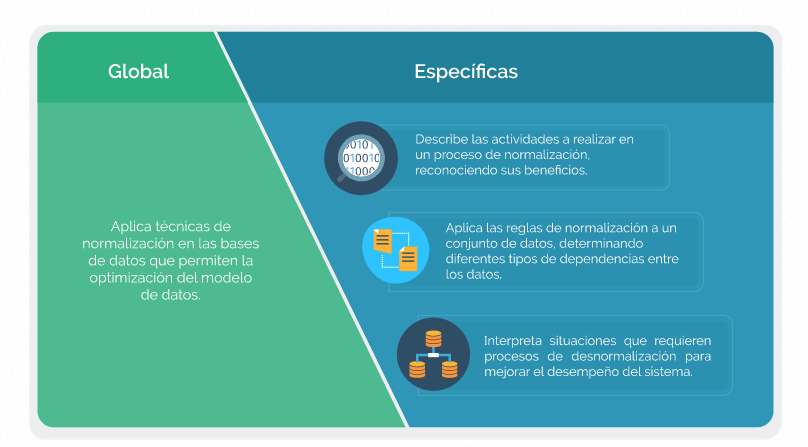 Global
Aplica técnicas de
normalización en las bases
de datos que permiten la
optimización del modelo
de datos.
Específicas
00101
010010
11000
Describe las actividades a realizar en
un proceso de normalización,
reconociendo sus beneficios.
Aplica las reglas de normalización a un
conjunto de datos, determinando
diferentes tipos de dependencias entre
los datos.
Interpreta situaciones que requieren
procesos de desnormalización para
mejorar el desempeño del sistema.